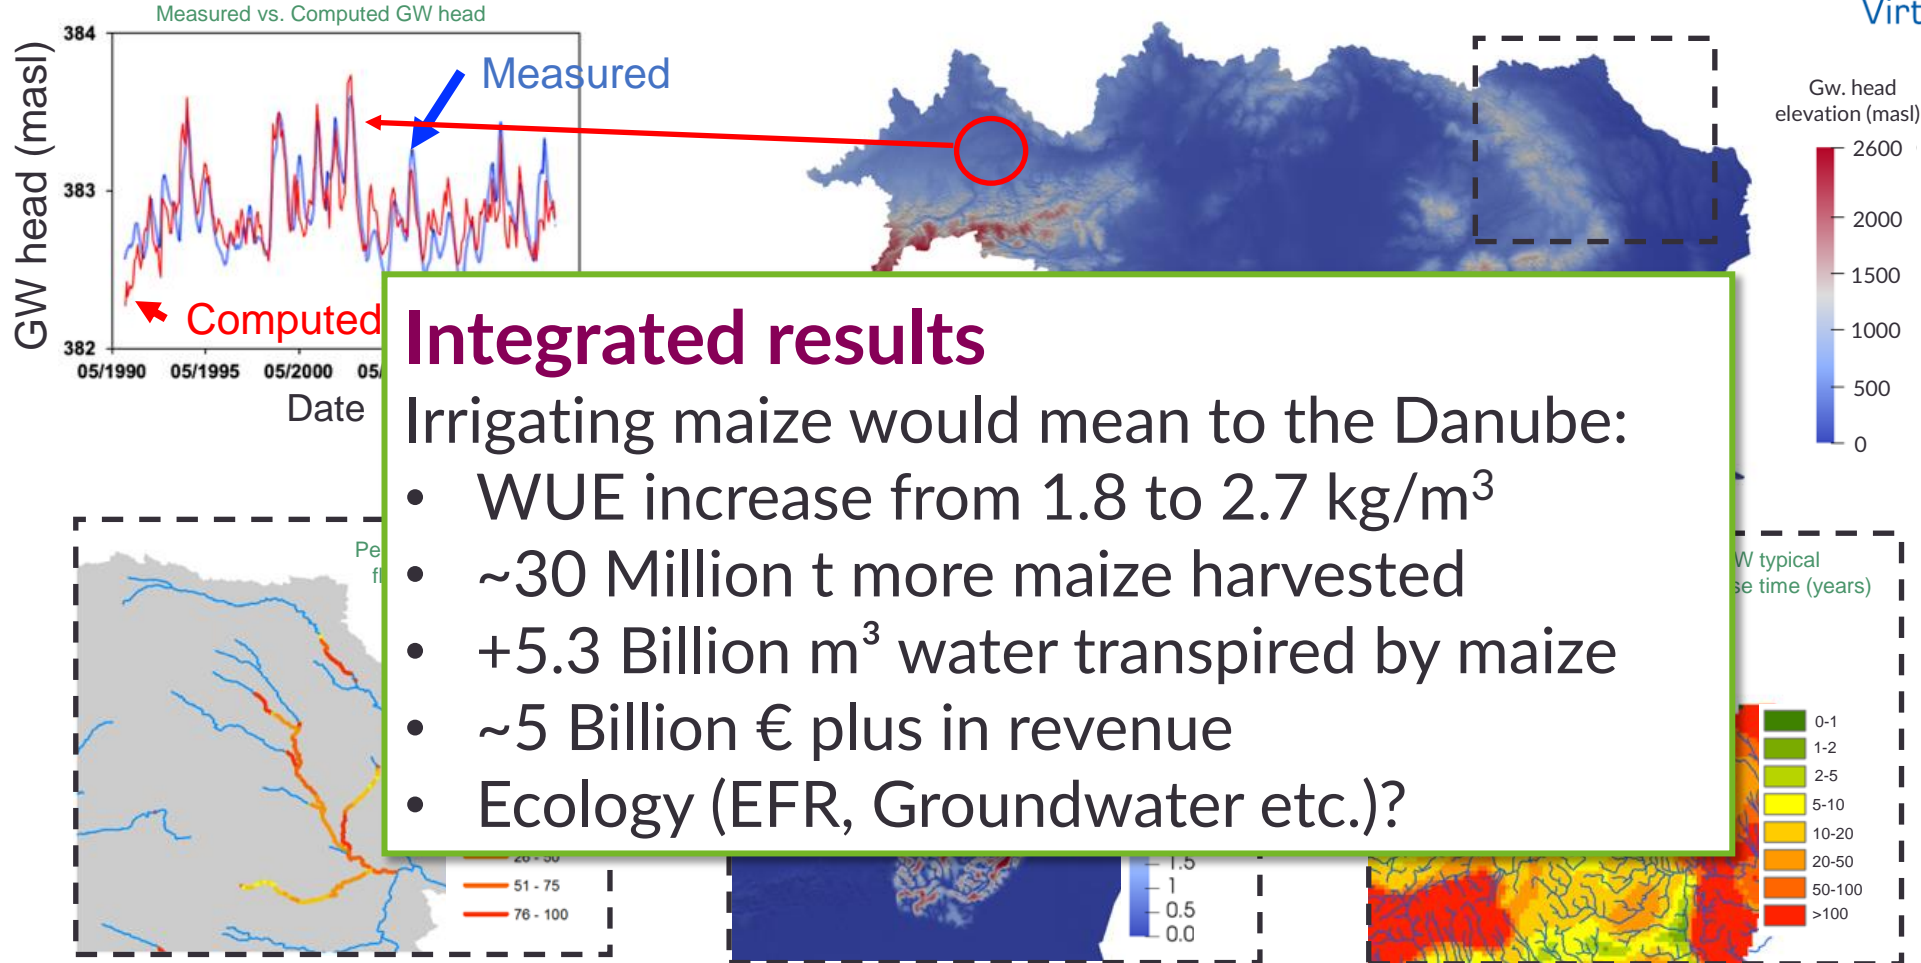 Measured vs. Computed GW head
GW head (masl)
384
383
382
Measured
Computed
05/1990 05/1995 05/2000
Date
Gw. head
elevation (masl)
2600
2000
1500
1000
500
0
Integrated results
Irrigating maize would mean to the Danube:
• WUE increase from 1.8 to 2.7 kg/m³
• ~30 Million t more maize harvested
• +5.3 Billion m³ water transpired by maize
• ~5 Billion € plus in revenue
• Ecology (EFR, Groundwater etc.)?
26 - 50
51 - 75
76 - 100
1.5
1
0.5
0.0
typical
time (years)
0-1
1-2
2-5
5-10
10-20
20-50
50-100
>100